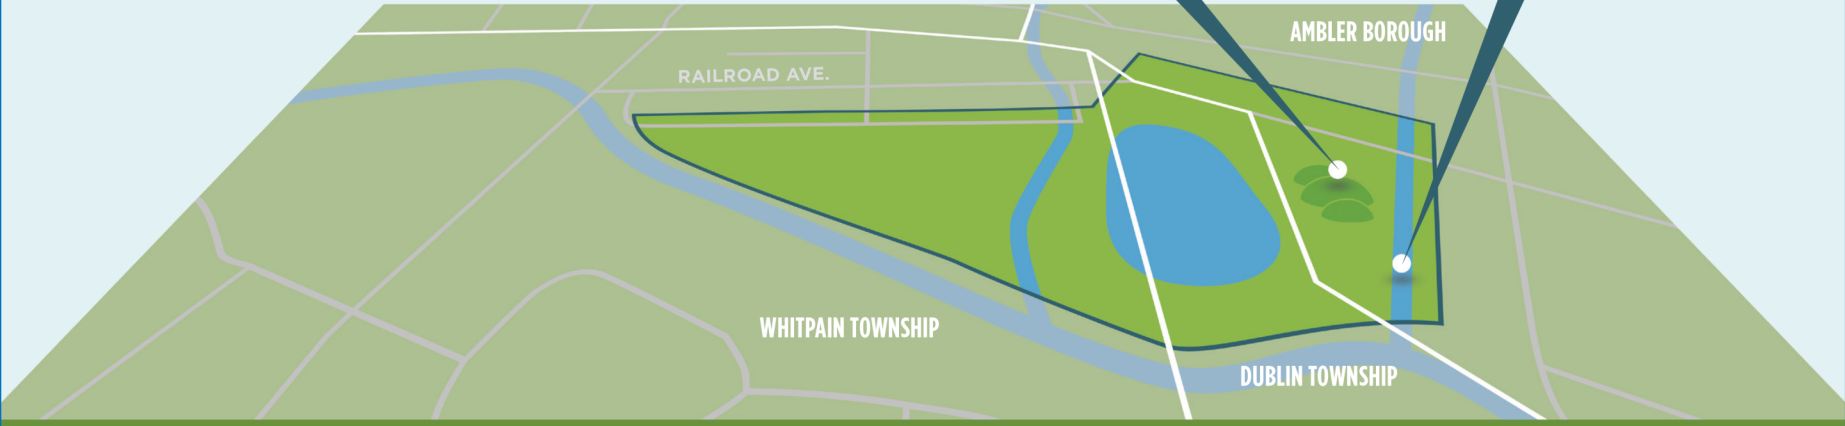 AMBLER BOROUGH
RAILROAD AVE.
WHITPAIN TOWNSHIP
DUBLIN TOWNSHIP